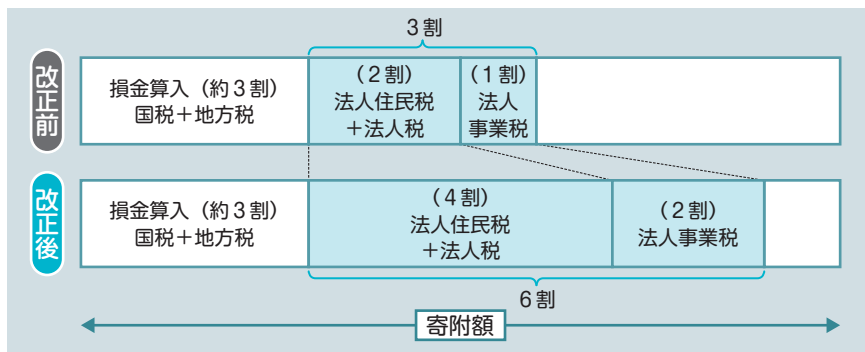 3割
改正前
損金算入（約3割）
国税＋地方税
（2割）
法人住民税
＋法人税
（1割）
法人
事業税
改正後
損金算入（約3割）
国税＋地方税
（4割）
法人住民税
＋法人税
（2割）
法人事業税
6割
寄附額